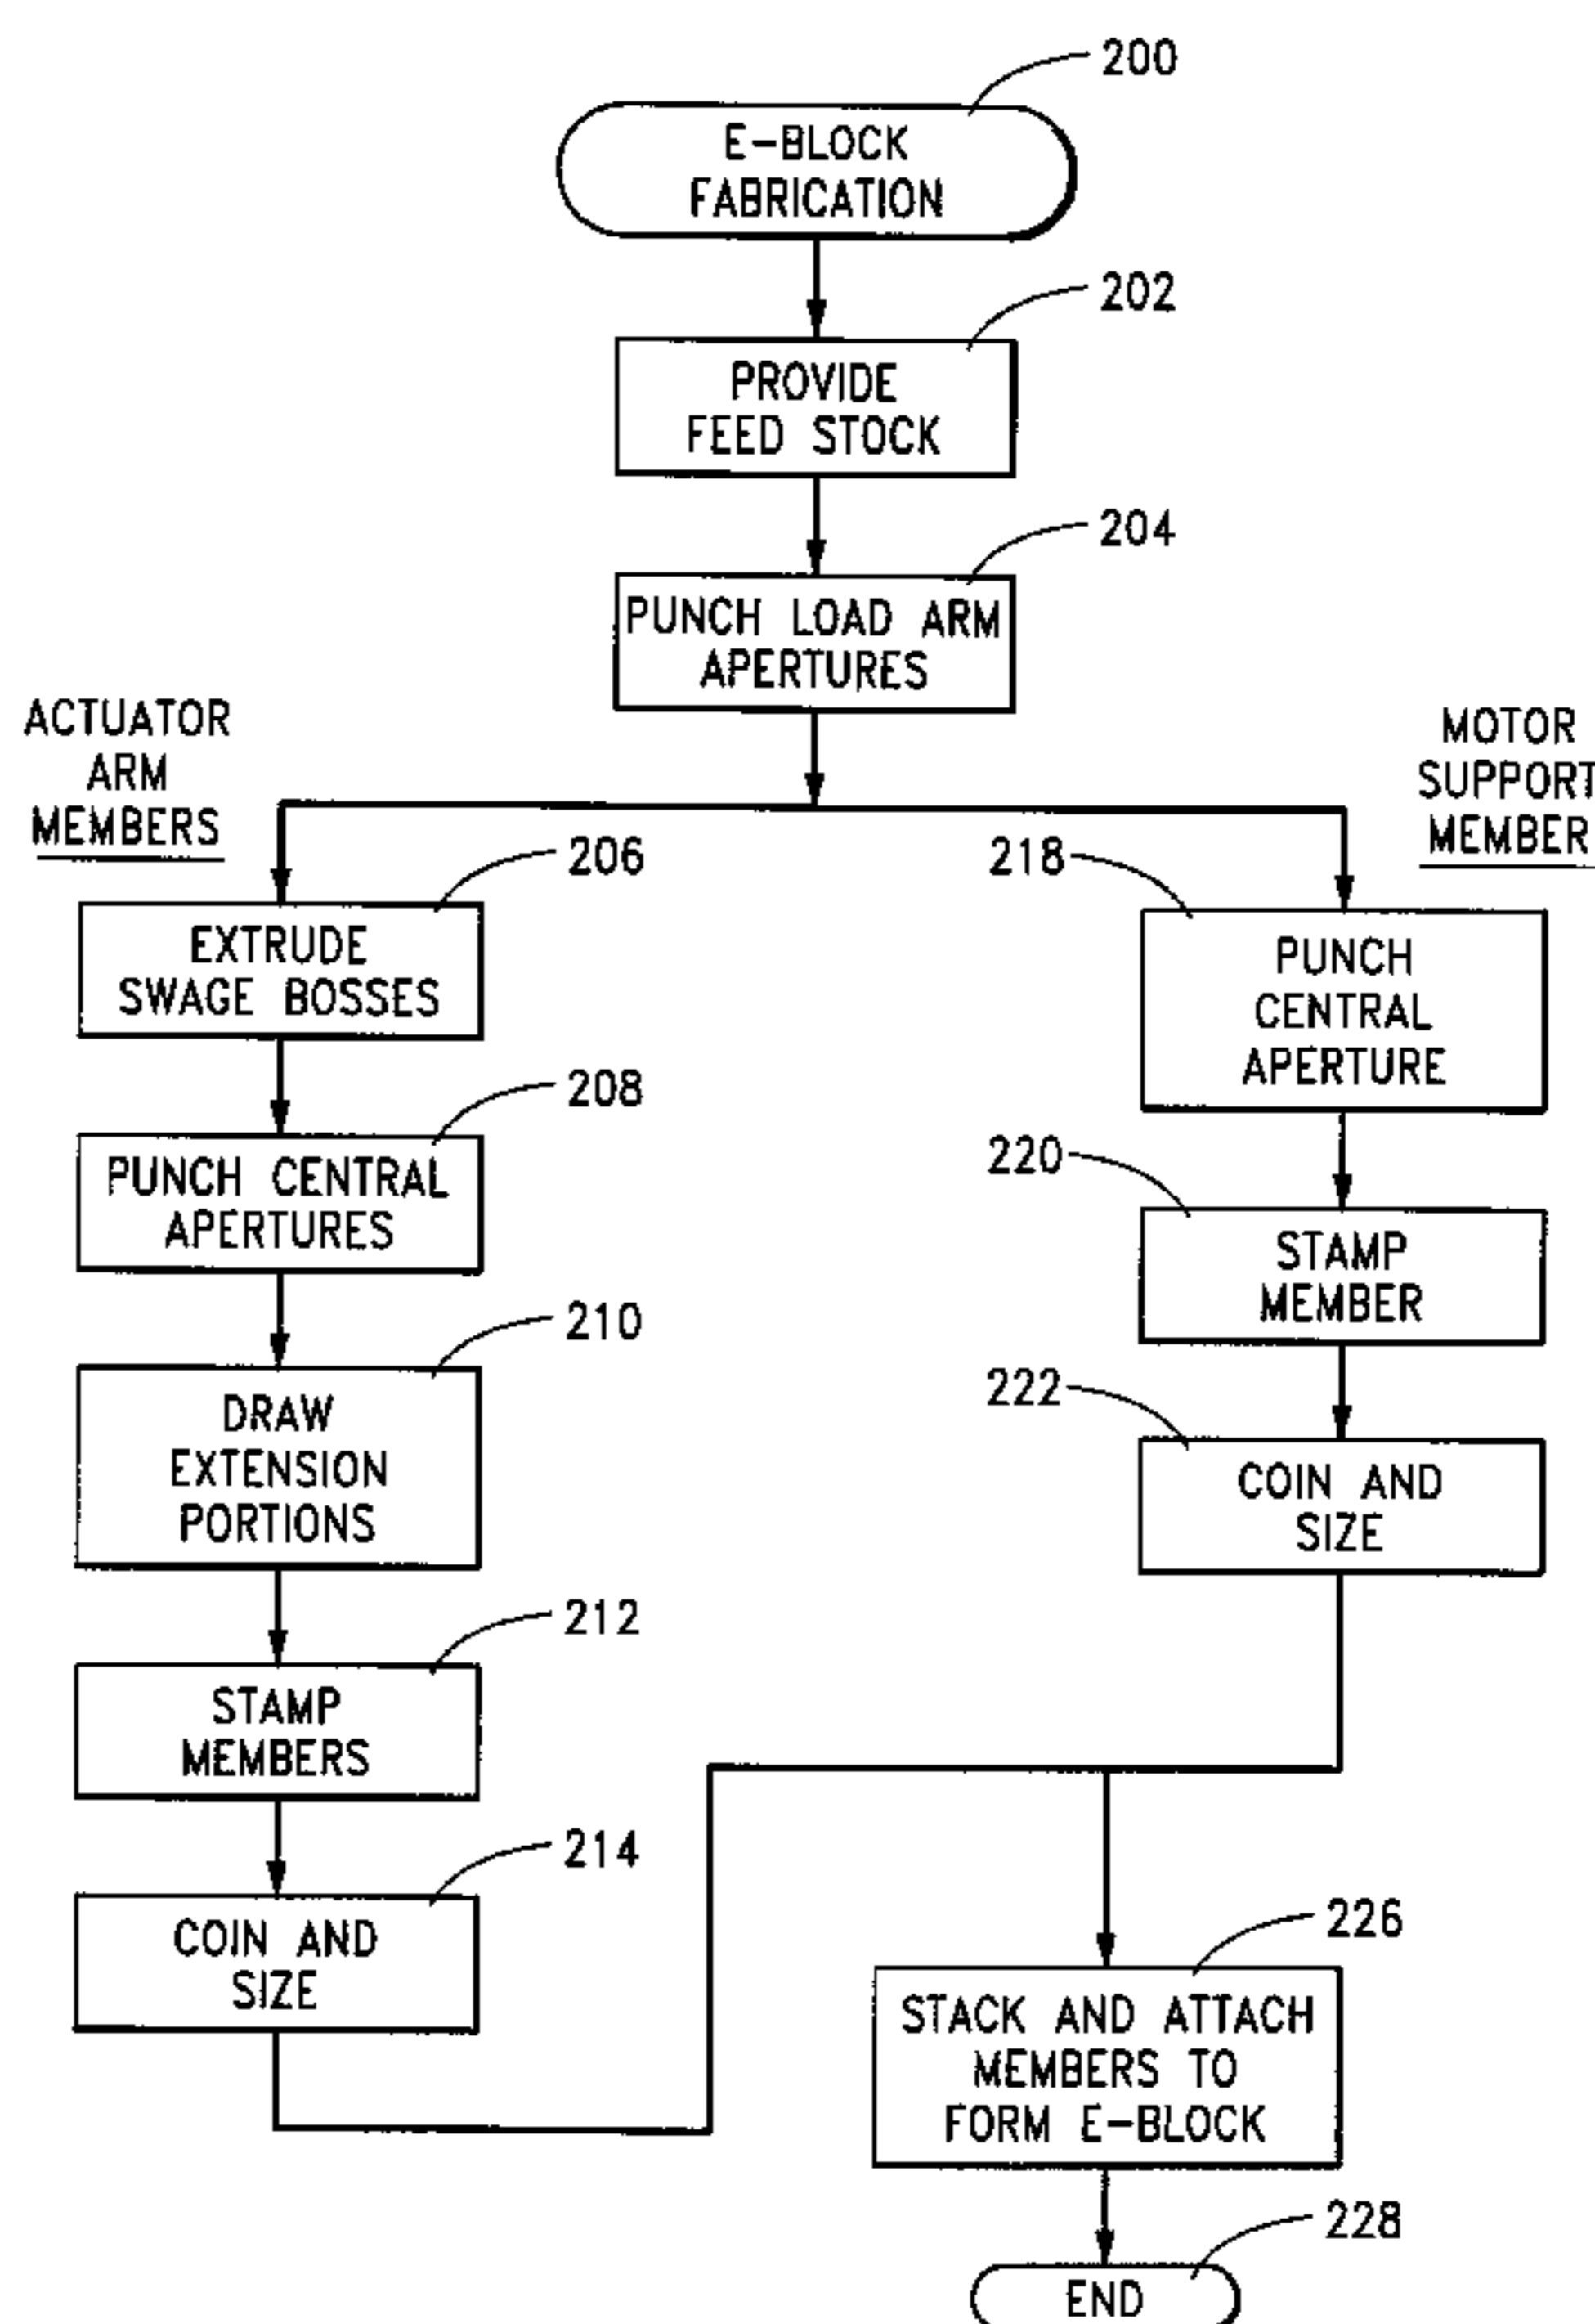 200
E-BLOCK
FABRICATION
202
PROVIDE
FEED STOCK
204
PUNCH LOAD ARM
APERTURES
ACTUATOR
ARM
MEMBERS
MOTOR
SUPPORT
MEMBER
206
EXTRUDE
SWAGE BOSSES
208
PUNCH CENTRAL
APERTURES
210
DRAW
EXTENSION
PORTIONS
212
STAMP
MEMBERS
214
COIN AND
SIZE
218
PUNCH
CENTRAL
APERTURE
220
STAMP
MEMBER
222
COIN AND
SIZE
226
STACK AND ATTACH
MEMBERS TO
FORM E-BLOCK
228
END